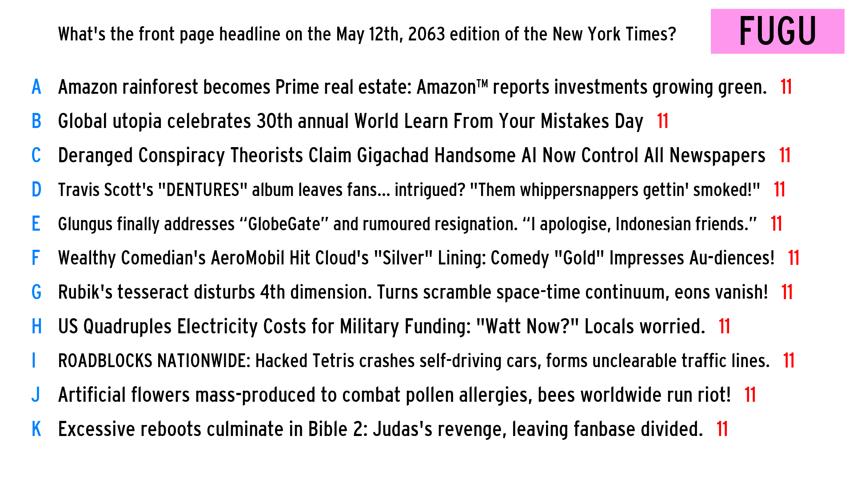 What's the front page headline on the May 12th, 2063 edition of the New York Times?
FUGU
A Amazon rainforest becomes Prime real estate: Amazon™ reports investments growing green. 11
B Global utopia celebrates 30th annual World Learn From Your Mistakes Day 11
C Deranged Conspiracy Theorists Claim Gigachad Handsome AI Now Control All Newspapers 11
D Travis Scott's "DENTURES" album leaves fans... intrigued? "Them whippersnappers gettin' smoked!" 11
E Glungus finally addresses “GlobeGate” and rumoured resignation. “I apologise, Indonesian friends.” 11
F Wealthy Comedian's AeroMobil Hit Cloud's "Silver" Lining: Comedy "Gold" Impresses Au-diences! 11
G Rubik's tesseract disturbs 4th dimension. Turns scramble space-time continuum, eons vanish! 11
H US Quadruples Electricity Costs for Military Funding: "Watt Now?" Locals worried. 11
I ROADBLOCKS NATIONWIDE: Hacked Tetris crashes self-driving cars, forms unclearable traffic lines. 11
J Artificial flowers mass-produced to combat pollen allergies, bees worldwide run riot! 11
K Excessive reboots culminate in Bible 2: Judas's revenge, leaving fanbase divided. 11